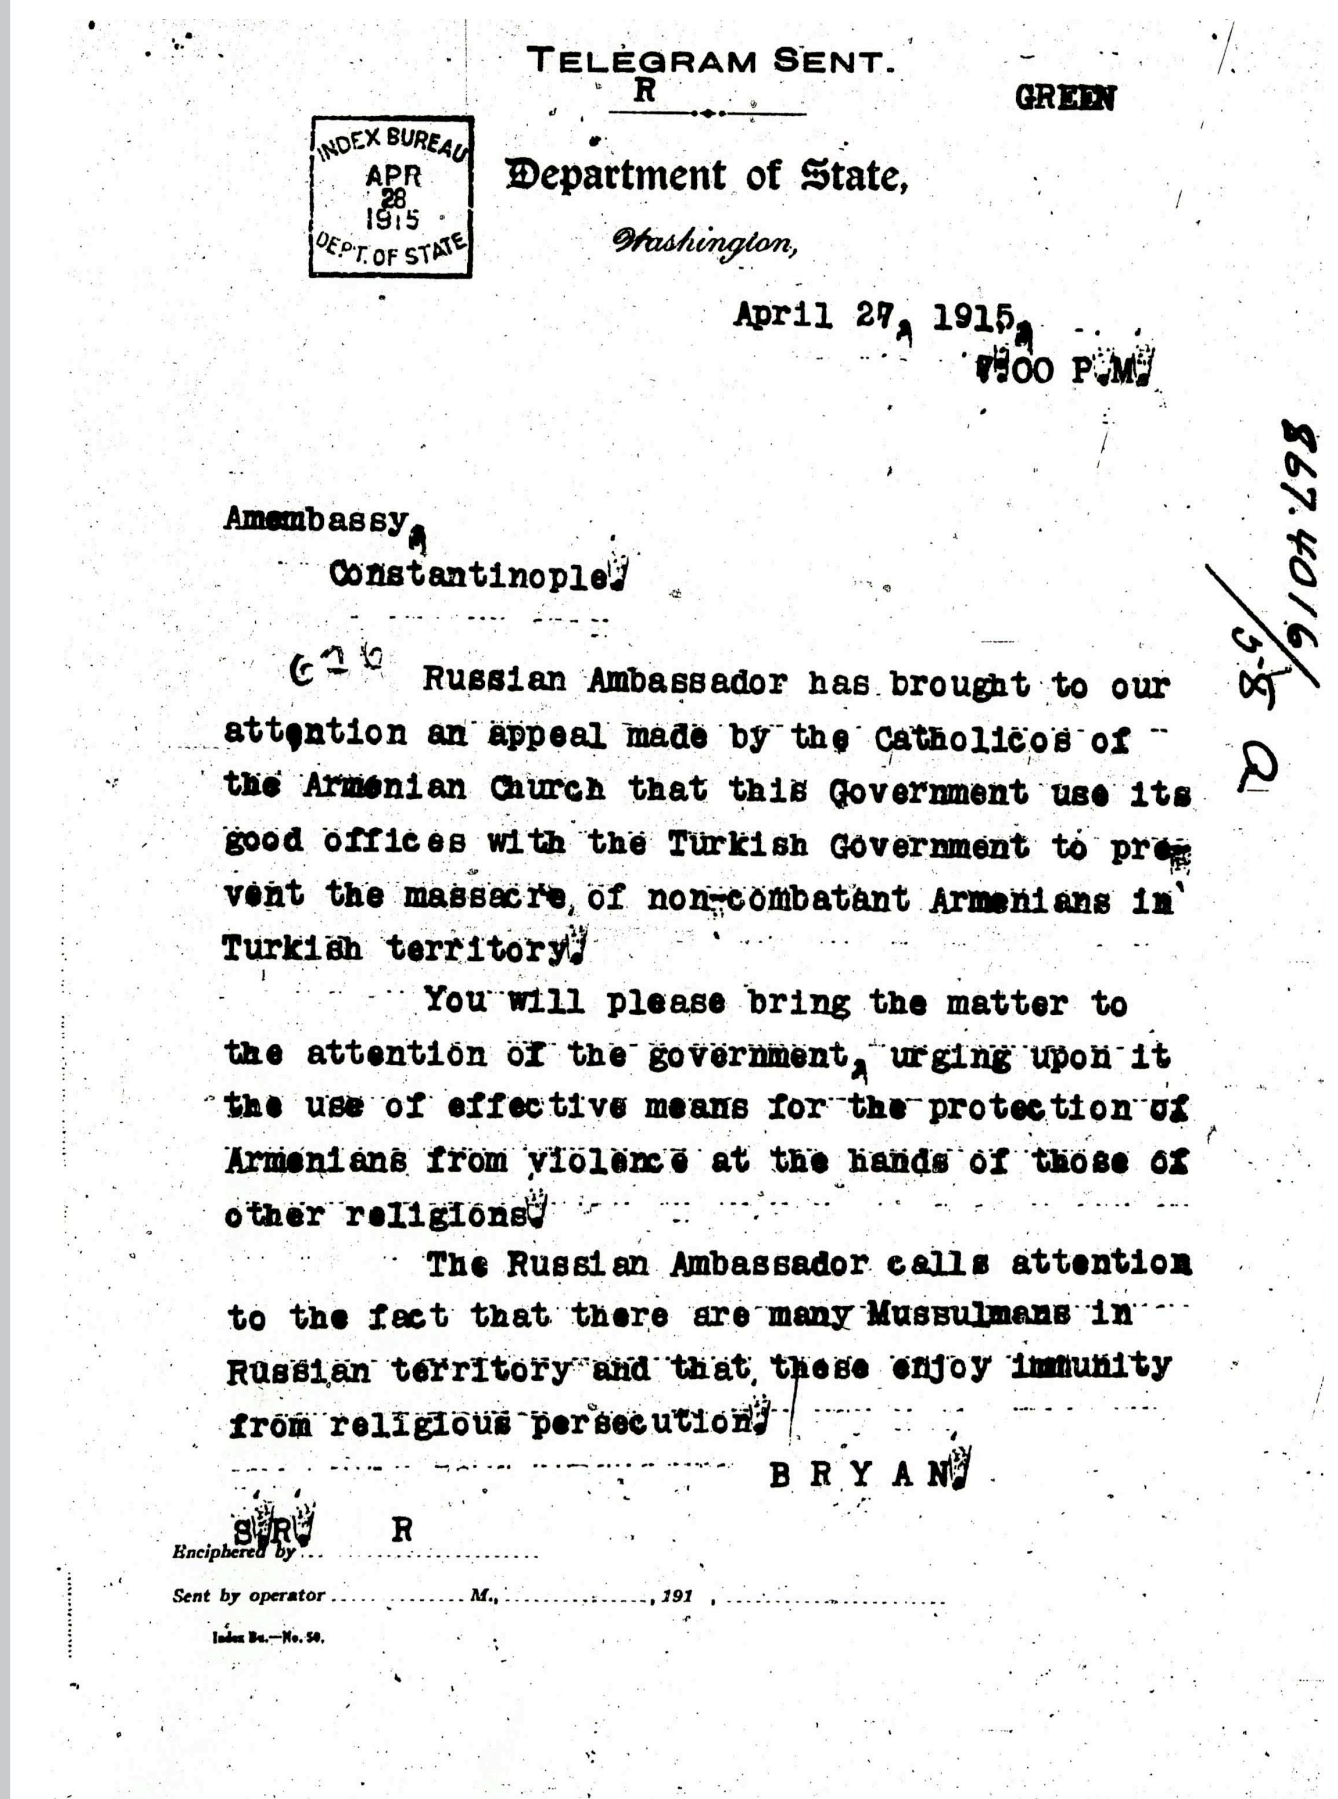 TELEGRAM SENT.
R
GREEN
INDEX BUREAU
APR
28
1915
DEP'T. OF STATE
Department of State,
Washington,
April 27, 1915,
7:00 P.M.
Amembassy,
Constantinople.
Russian Ambassador has brought to our
attention an appeal made by the Catholicos of
the Armenian Church that this Government use its
good offices with the Turkish Government to pre-
vent the massacre of non-combatant Armenians in
Turkish territory.
You will please bring the matter to
the attention of the government, urging upon it
the use of effective means for the protection of
Armenians from violence at the hands of those of
other religions.
The Russian Ambassador calls attention
to the fact that there are many Mussulmans in
Russian territory and that these enjoy immunity
from religious persecution.
B R Y A N.
S.R. R
Enciphered by
Sent by operator M., , 191 ,
Index Bu.—No. 50.
867.4016